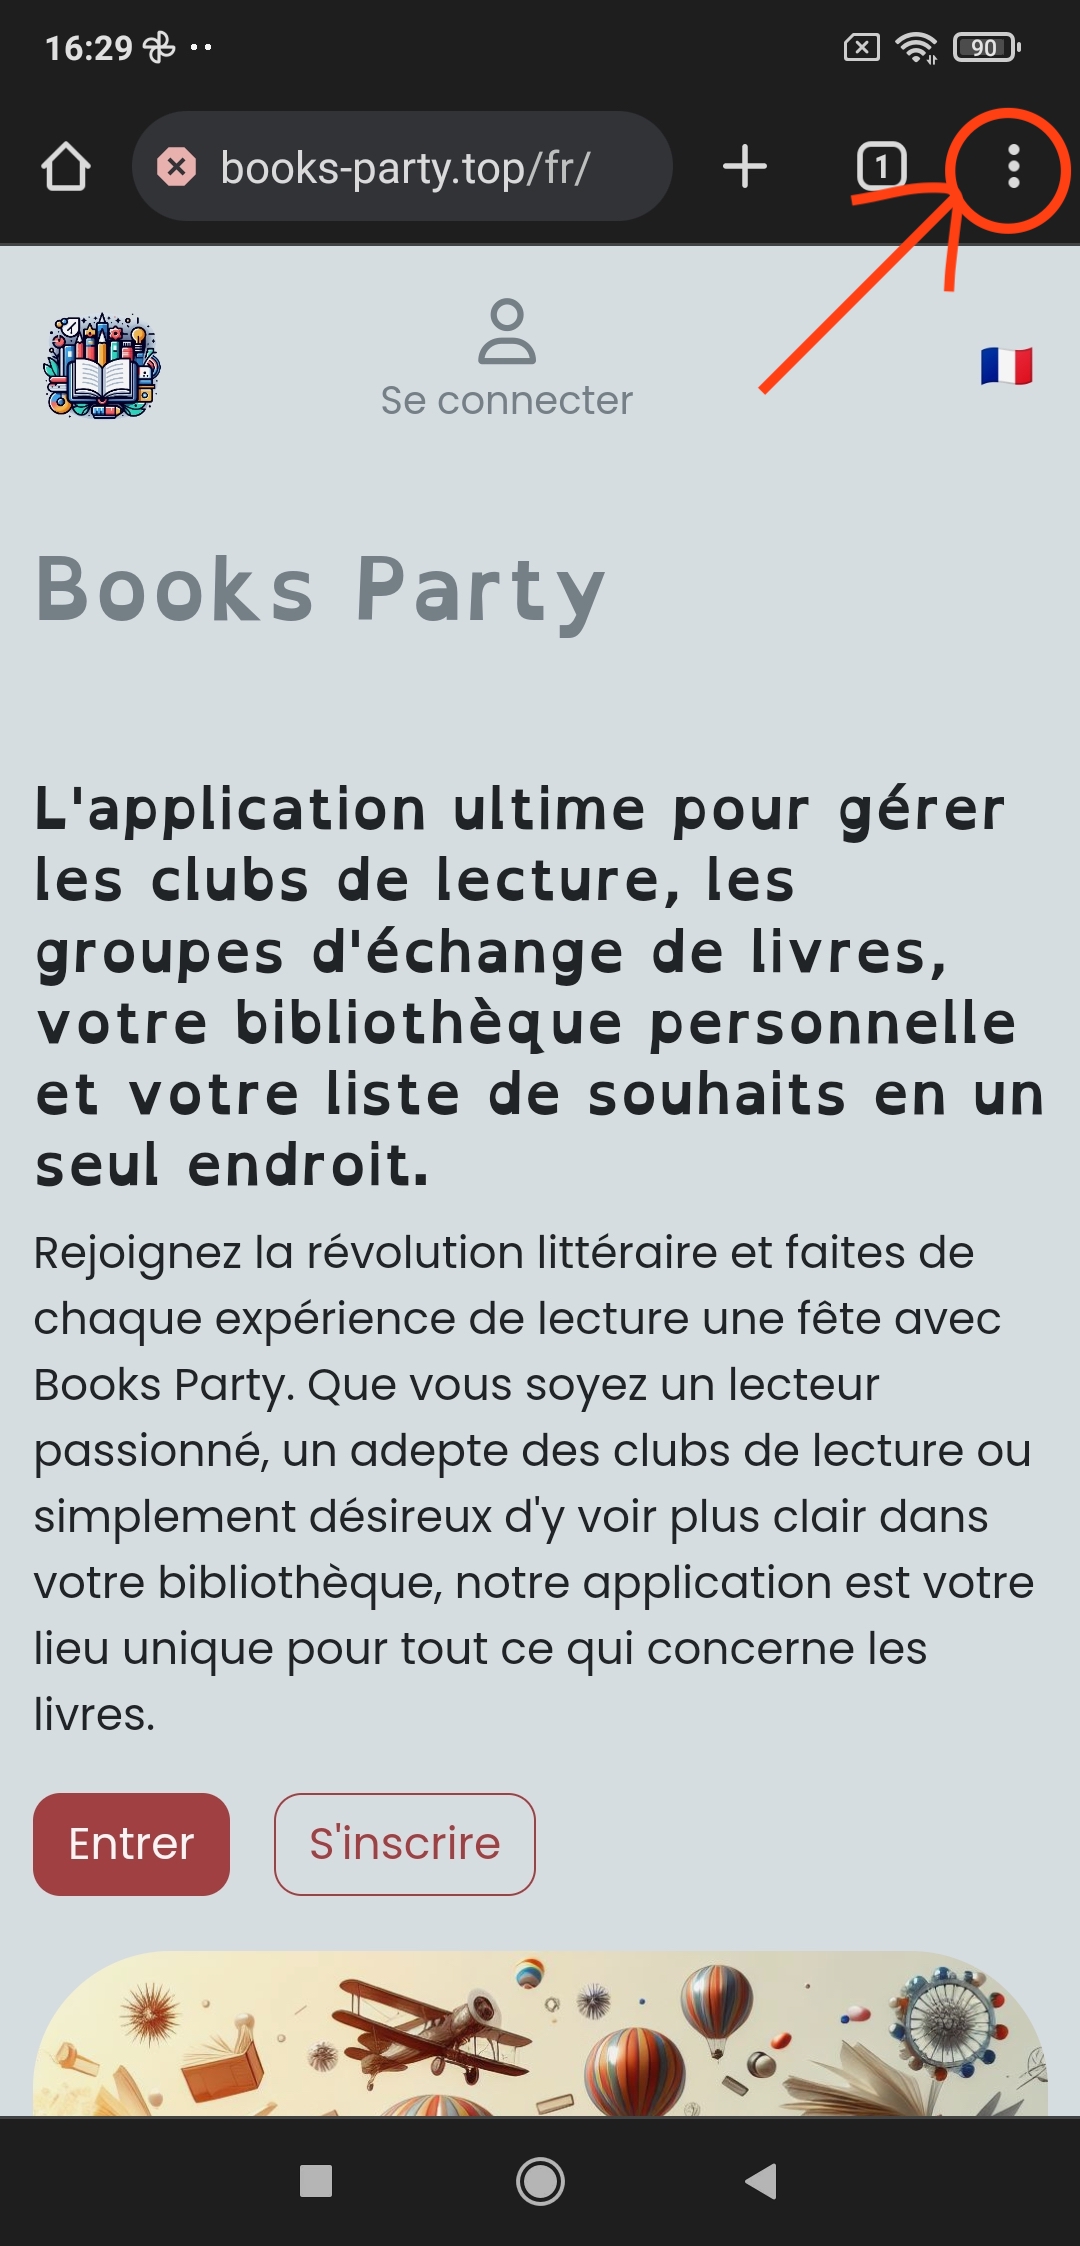 16:29
90
books-party.top/fr/
1
Se connecter
Books Party
L'application ultime pour gérer
les clubs de lecture, les
groupes d'échange de livres,
votre bibliothèque personnelle
et votre liste de souhaits en un
seul endroit.
Rejoignez la révolution littéraire et faites de
chaque expérience de lecture une fête avec
Books Party. Que vous soyez un lecteur
passionné, un adepte des clubs de lecture ou
simplement désireux d'y voir plus clair dans
votre bibliothèque, notre application est votre
lieu unique pour tout ce qui concerne les
livres.
Entrer
S'inscrire